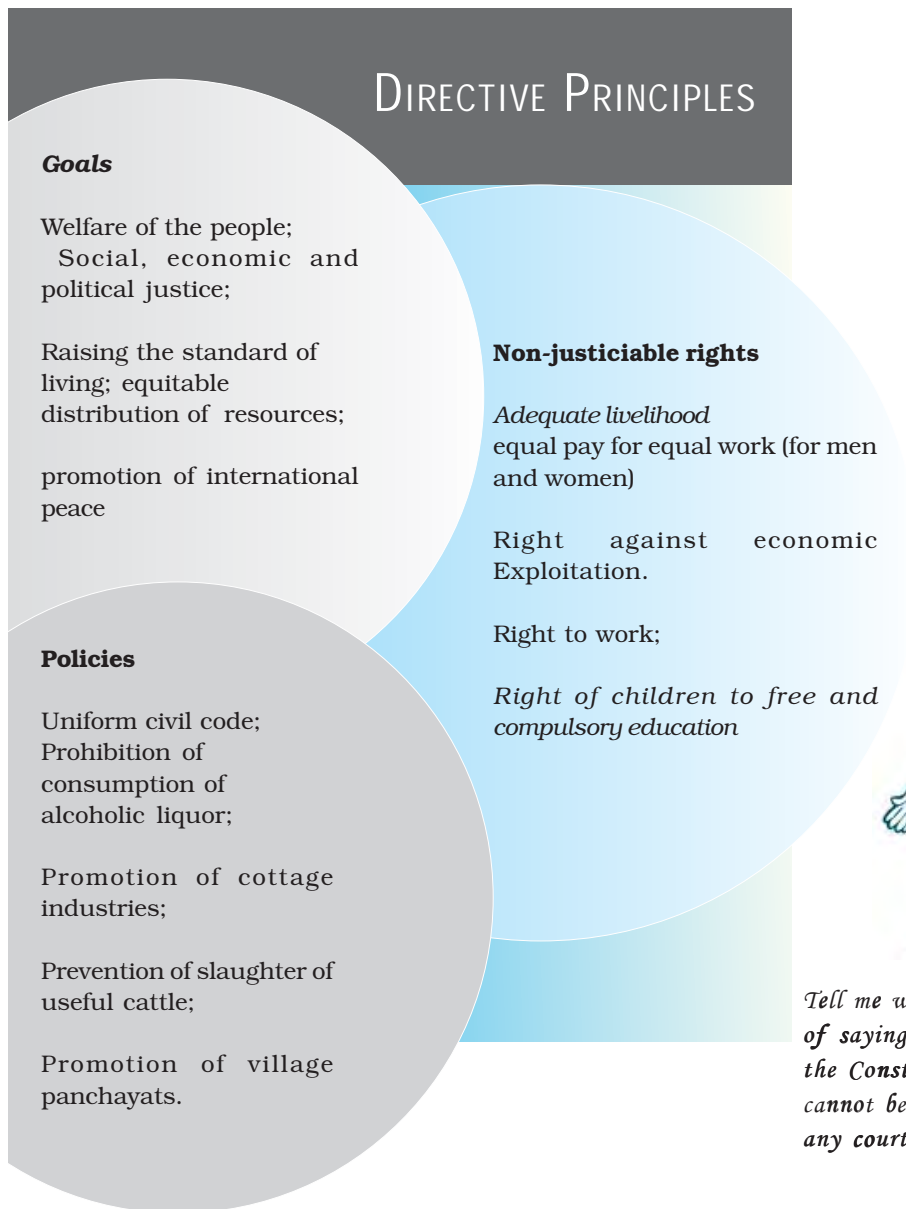 DIRECTIVE PRINCIPLES
Goals
Welfare of the people;
Social, economic and
political justice;
Raising the standard of
living; equitable
distribution of resources;
promotion of international
peace
Non-justiciable rights
Adequate livelihood
equal pay for equal work (for men
and women)
Right against economic
Exploitation.
Right to work;
Right of children to free and
compulsory education
Policies
Uniform civil code;
Prohibition of
consumption of
alcoholic liquor;
Promotion of cottage
industries;
Prevention of slaughter of
useful cattle;
Promotion of village
panchayats.
Tell me
of saying
the
cannot be
any court